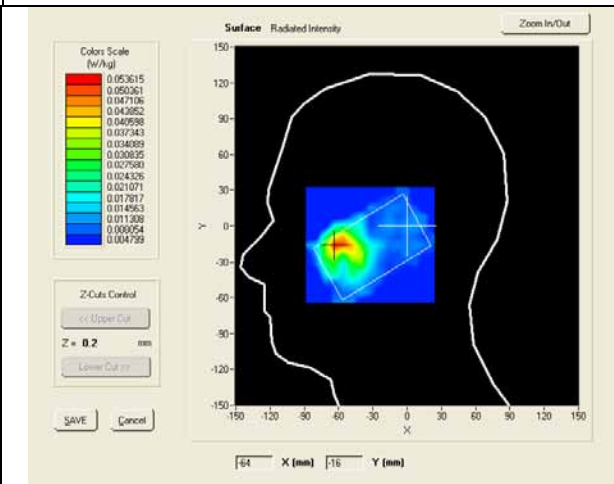 Surface Radiated Intensity
Zoom In/Out
Colors Scale
(W/kg)
0.053615
0.050361
0.047106
0.043852
0.040598
0.037343
0.034089
0.030835
0.027580
0.024326
0.021071
0.017817
0.014563
0.011308
0.008054
0.004799
150
120
90
60
30
0
-30
-60
-90
-120
-150
Y
-150 -120 -90 -60 -30 0 30 60 90 120 150
X
Z-Cuts Control
<< Upper Cut
Z = 0.2 mm
Lower Cut >>
SAVE Cancel
-64 X (mm) -16 Y (mm)